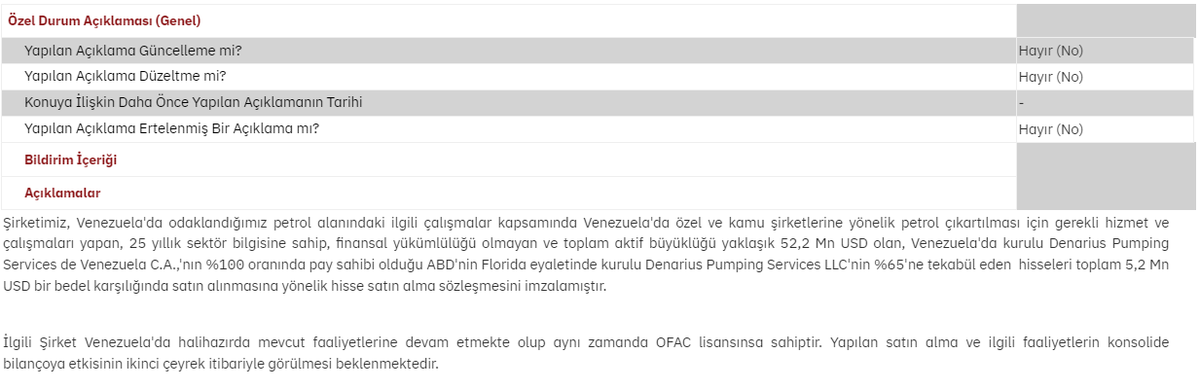 Özel Durum Açıklaması (Genel)
Yapılan Açıklama Güncelleme mi? Hayır (No)
Yapılan Açıklama Düzeltme mi? Hayır (No)
Konuya İlişkin Daha Önce Yapılan Açıklamanın Tarihi -
Yapılan Açıklama Ertelenmiş Bir Açıklama mı? Hayır (No)
Bildirim İçeriği
Açıklamalar
Şirketimiz, Venezuela'da odaklandığımız petrol alanındaki ilgili çalışmalar kapsamında Venezuela'da özel ve kamu şirketlerine yönelik petrol çıkartılması için gerekli hizmet ve
çalışmaları yapan, 25 yıllık sektör bilgisine sahip, finansal yükümlülüğü olmayan ve toplam aktif büyüklüğü yaklaşık 52,2 Mn USD olan, Venezuela'da kurulu Denarius Pumping
Services de Venezuela C.A.,'nın %100 oranında pay sahibi olduğu ABD'nin Florida eyaletinde kurulu Denarius Pumping Services LLC'nin %65'ne tekabül eden hisseleri toplam 5,2 Mn
USD bir bedel karşılığında satın alınmasına yönelik hisse satın alma sözleşmesini imzalamıştır.
İlgili Şirket Venezuela'da halihazırda mevcut faaliyetlerine devam etmekte olup aynı zamanda OFAC lisansınsa sahiptir. Yapılan satın alma ve ilgili faaliyetlerin konsolide
bilançoya etkisinin ikinci çeyrek itibariyle görülmesi beklenmektedir.